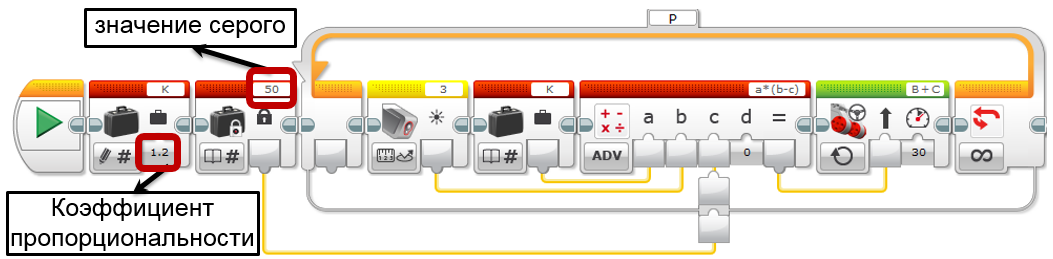 P
значение серого
K
50
3
K
a*(b-c)
B+C
a b c d =
1.2
#
#
#
ADV
0
30
Коэффициент
пропорциональности